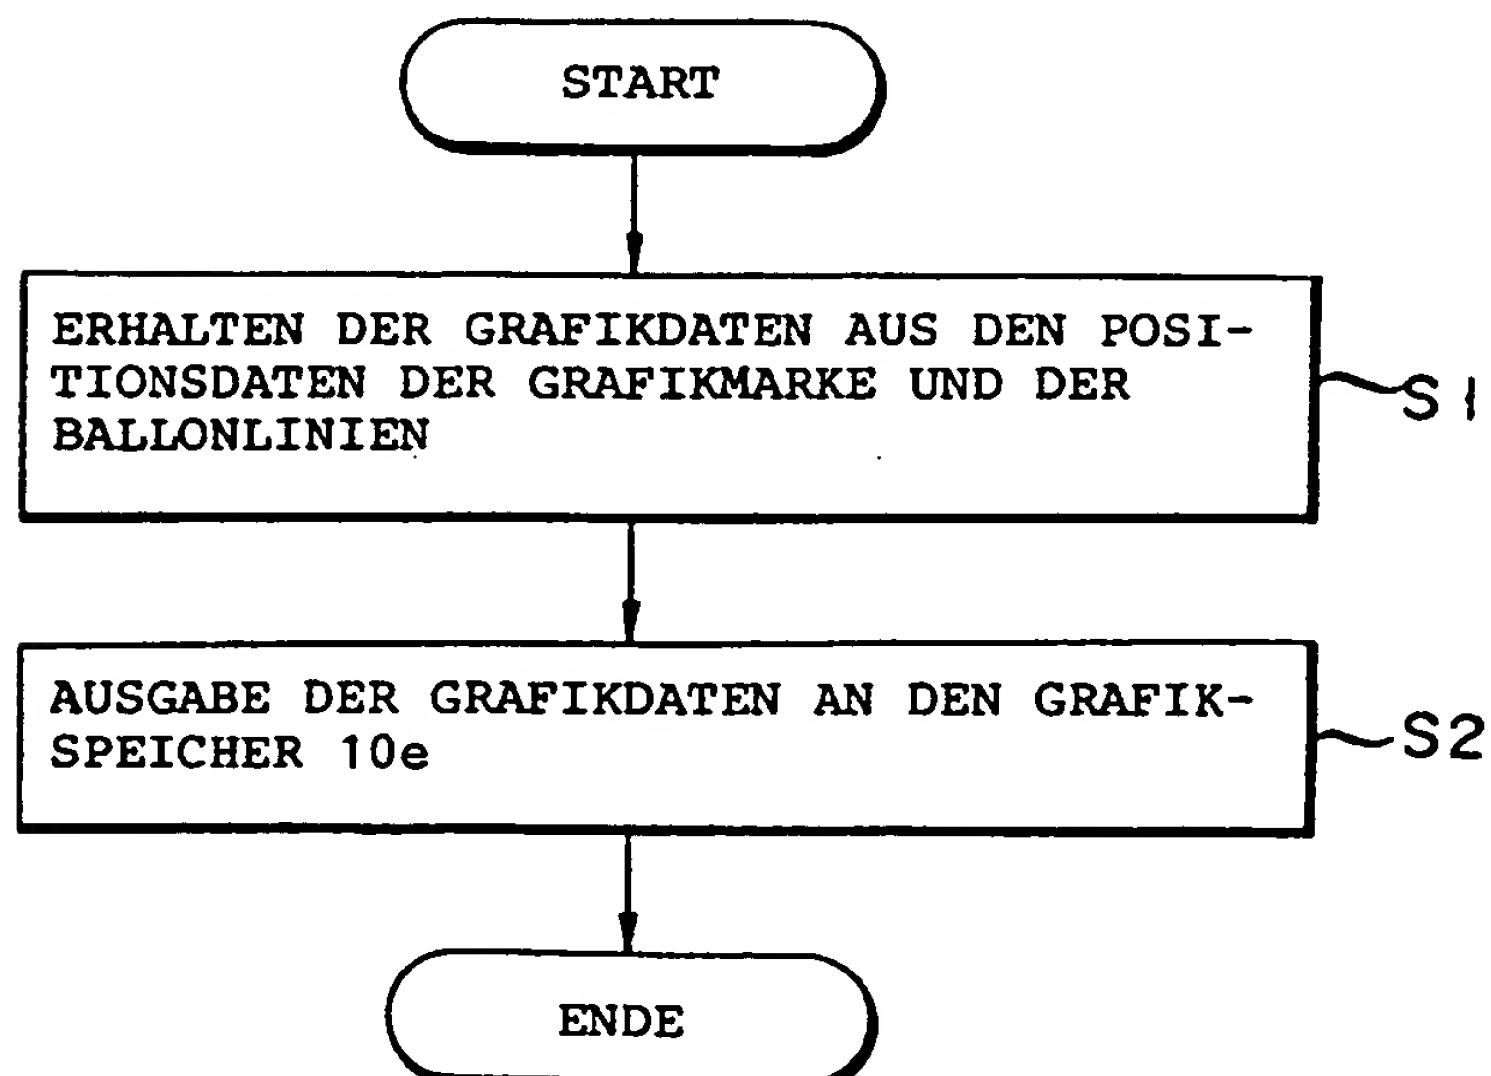 START
ERHALTEN DER GRAFIKDATEN AUS DEN POSI-
TIONSDATEN DER GRAFIKMARKE UND DER
BALLONLINIEN
S1
AUSGABE DER GRAFIKDATEN AN DEN GRAFIK-
SPEICHER 10e
S2
ENDE